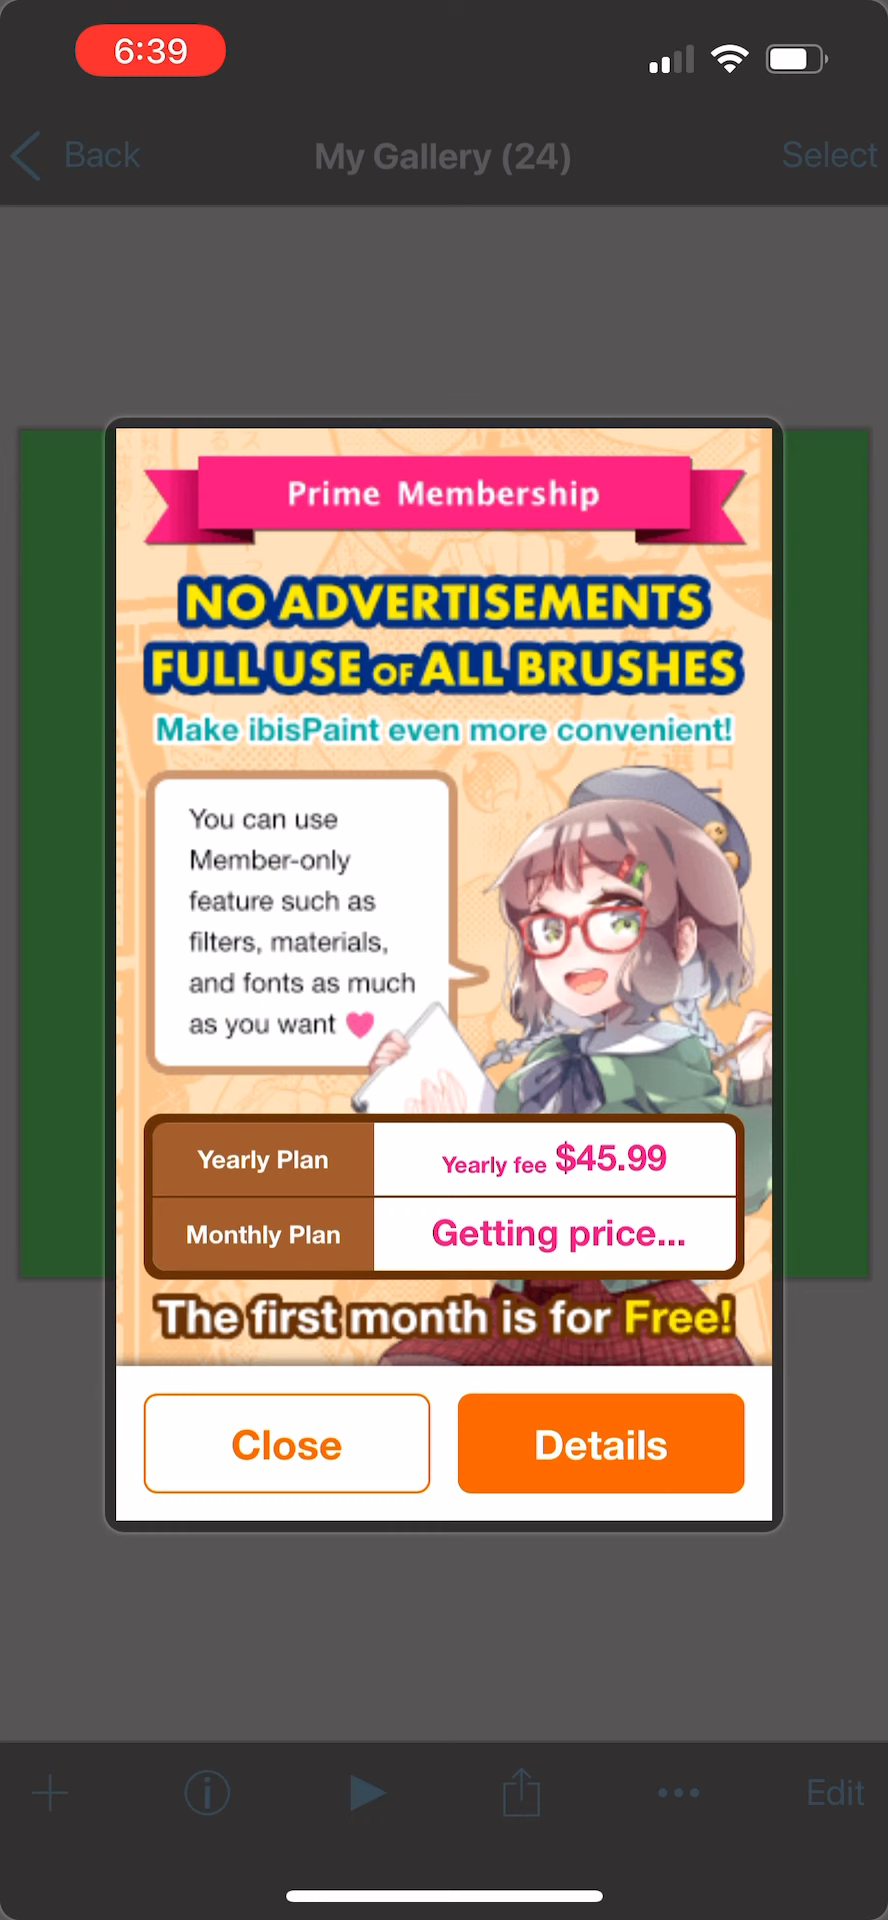 6:39
Back
My Gallery (24)
Select
Prime Membership
NO ADVERTISEMENTS
FULL USE OF ALL BRUSHES
Make ibisPaint even more convenient!
You can use
Member-only
feature such as
filters, materials,
and fonts as much
as you want
Yearly Plan
Yearly fee $45.99
Monthly Plan
Getting price...
The first month is for Free!
Close
Details
Edit